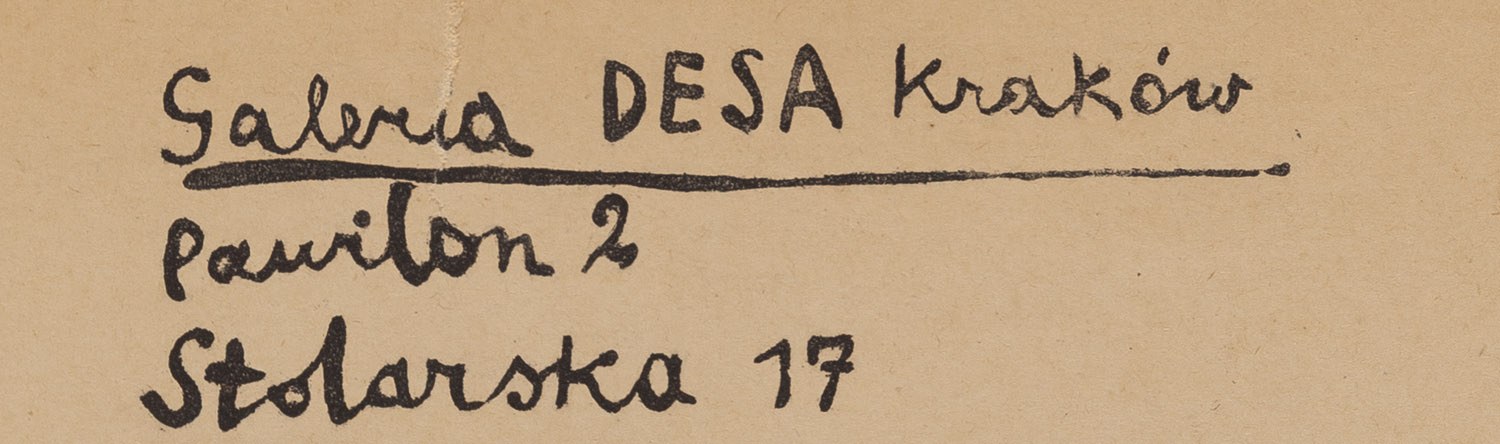 Galeria DESA Kraków
pawilon 2
Stolarska 17